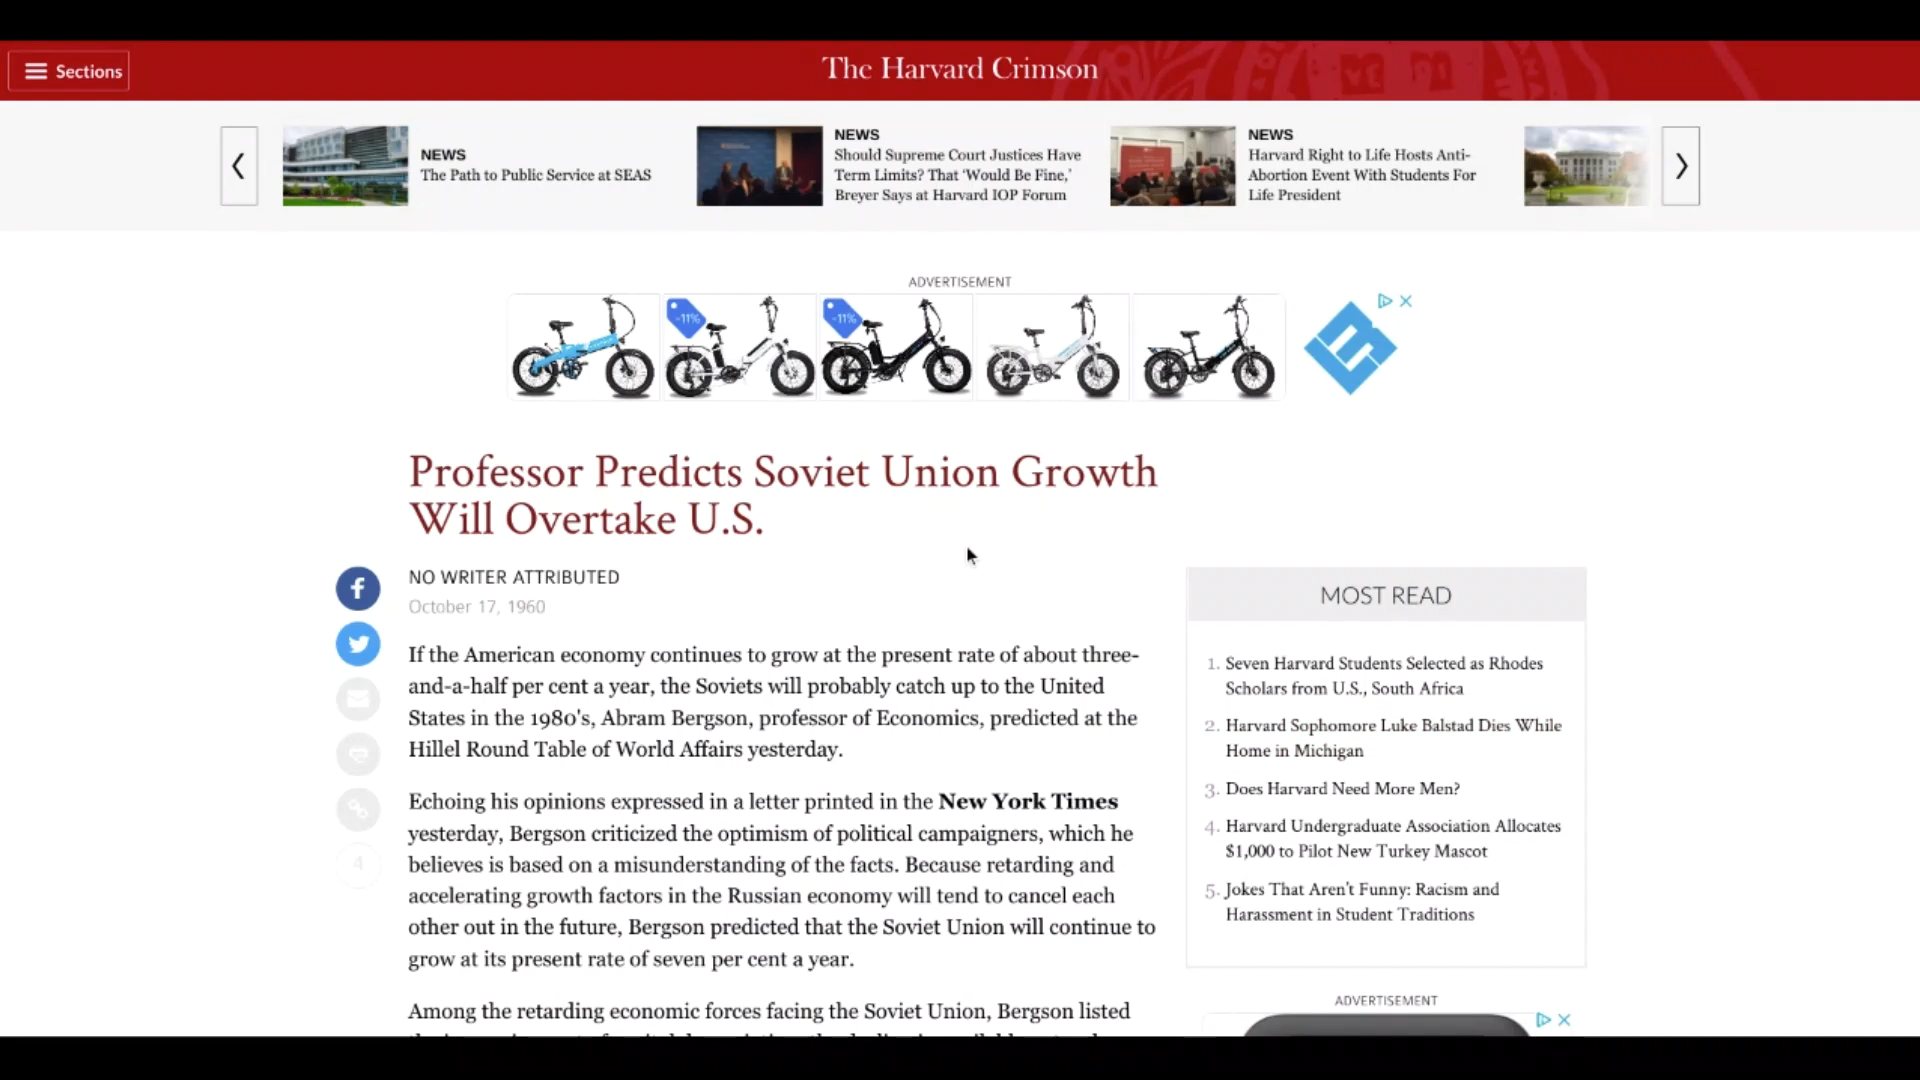 Sections
The Harvard Crimson
NEWS
The Path to Public Service at SEAS
NEWS
Should Supreme Court Justices Have
Term Limits? That ‘Would Be Fine,’
Breyer Says at Harvard IOP Forum
NEWS
Harvard Right to Life Hosts Anti-
Abortion Event With Students For
Life President
ADVERTISEMENT
-11%
-11%
Professor Predicts Soviet Union Growth
Will Overtake U.S.
NO WRITER ATTRIBUTED
October 17, 1960
If the American economy continues to grow at the present rate of about three-
and-a-half per cent a year, the Soviets will probably catch up to the United
States in the 1980's, Abram Bergson, professor of Economics, predicted at the
Hillel Round Table of World Affairs yesterday.
Echoing his opinions expressed in a letter printed in the New York Times
yesterday, Bergson criticized the optimism of political campaigners, which he
believes is based on a misunderstanding of the facts. Because retarding and
accelerating growth factors in the Russian economy will tend to cancel each
other out in the future, Bergson predicted that the Soviet Union will continue to
grow at its present rate of seven per cent a year.
Among the retarding economic forces facing the Soviet Union, Bergson listed
4
MOST READ
1. Seven Harvard Students Selected as Rhodes
Scholars from U.S., South Africa
2. Harvard Sophomore Luke Balstad Dies While
Home in Michigan
3. Does Harvard Need More Men?
4. Harvard Undergraduate Association Allocates
$1,000 to Pilot New Turkey Mascot
5. Jokes That Aren’t Funny: Racism and
Harassment in Student Traditions
ADVERTISEMENT